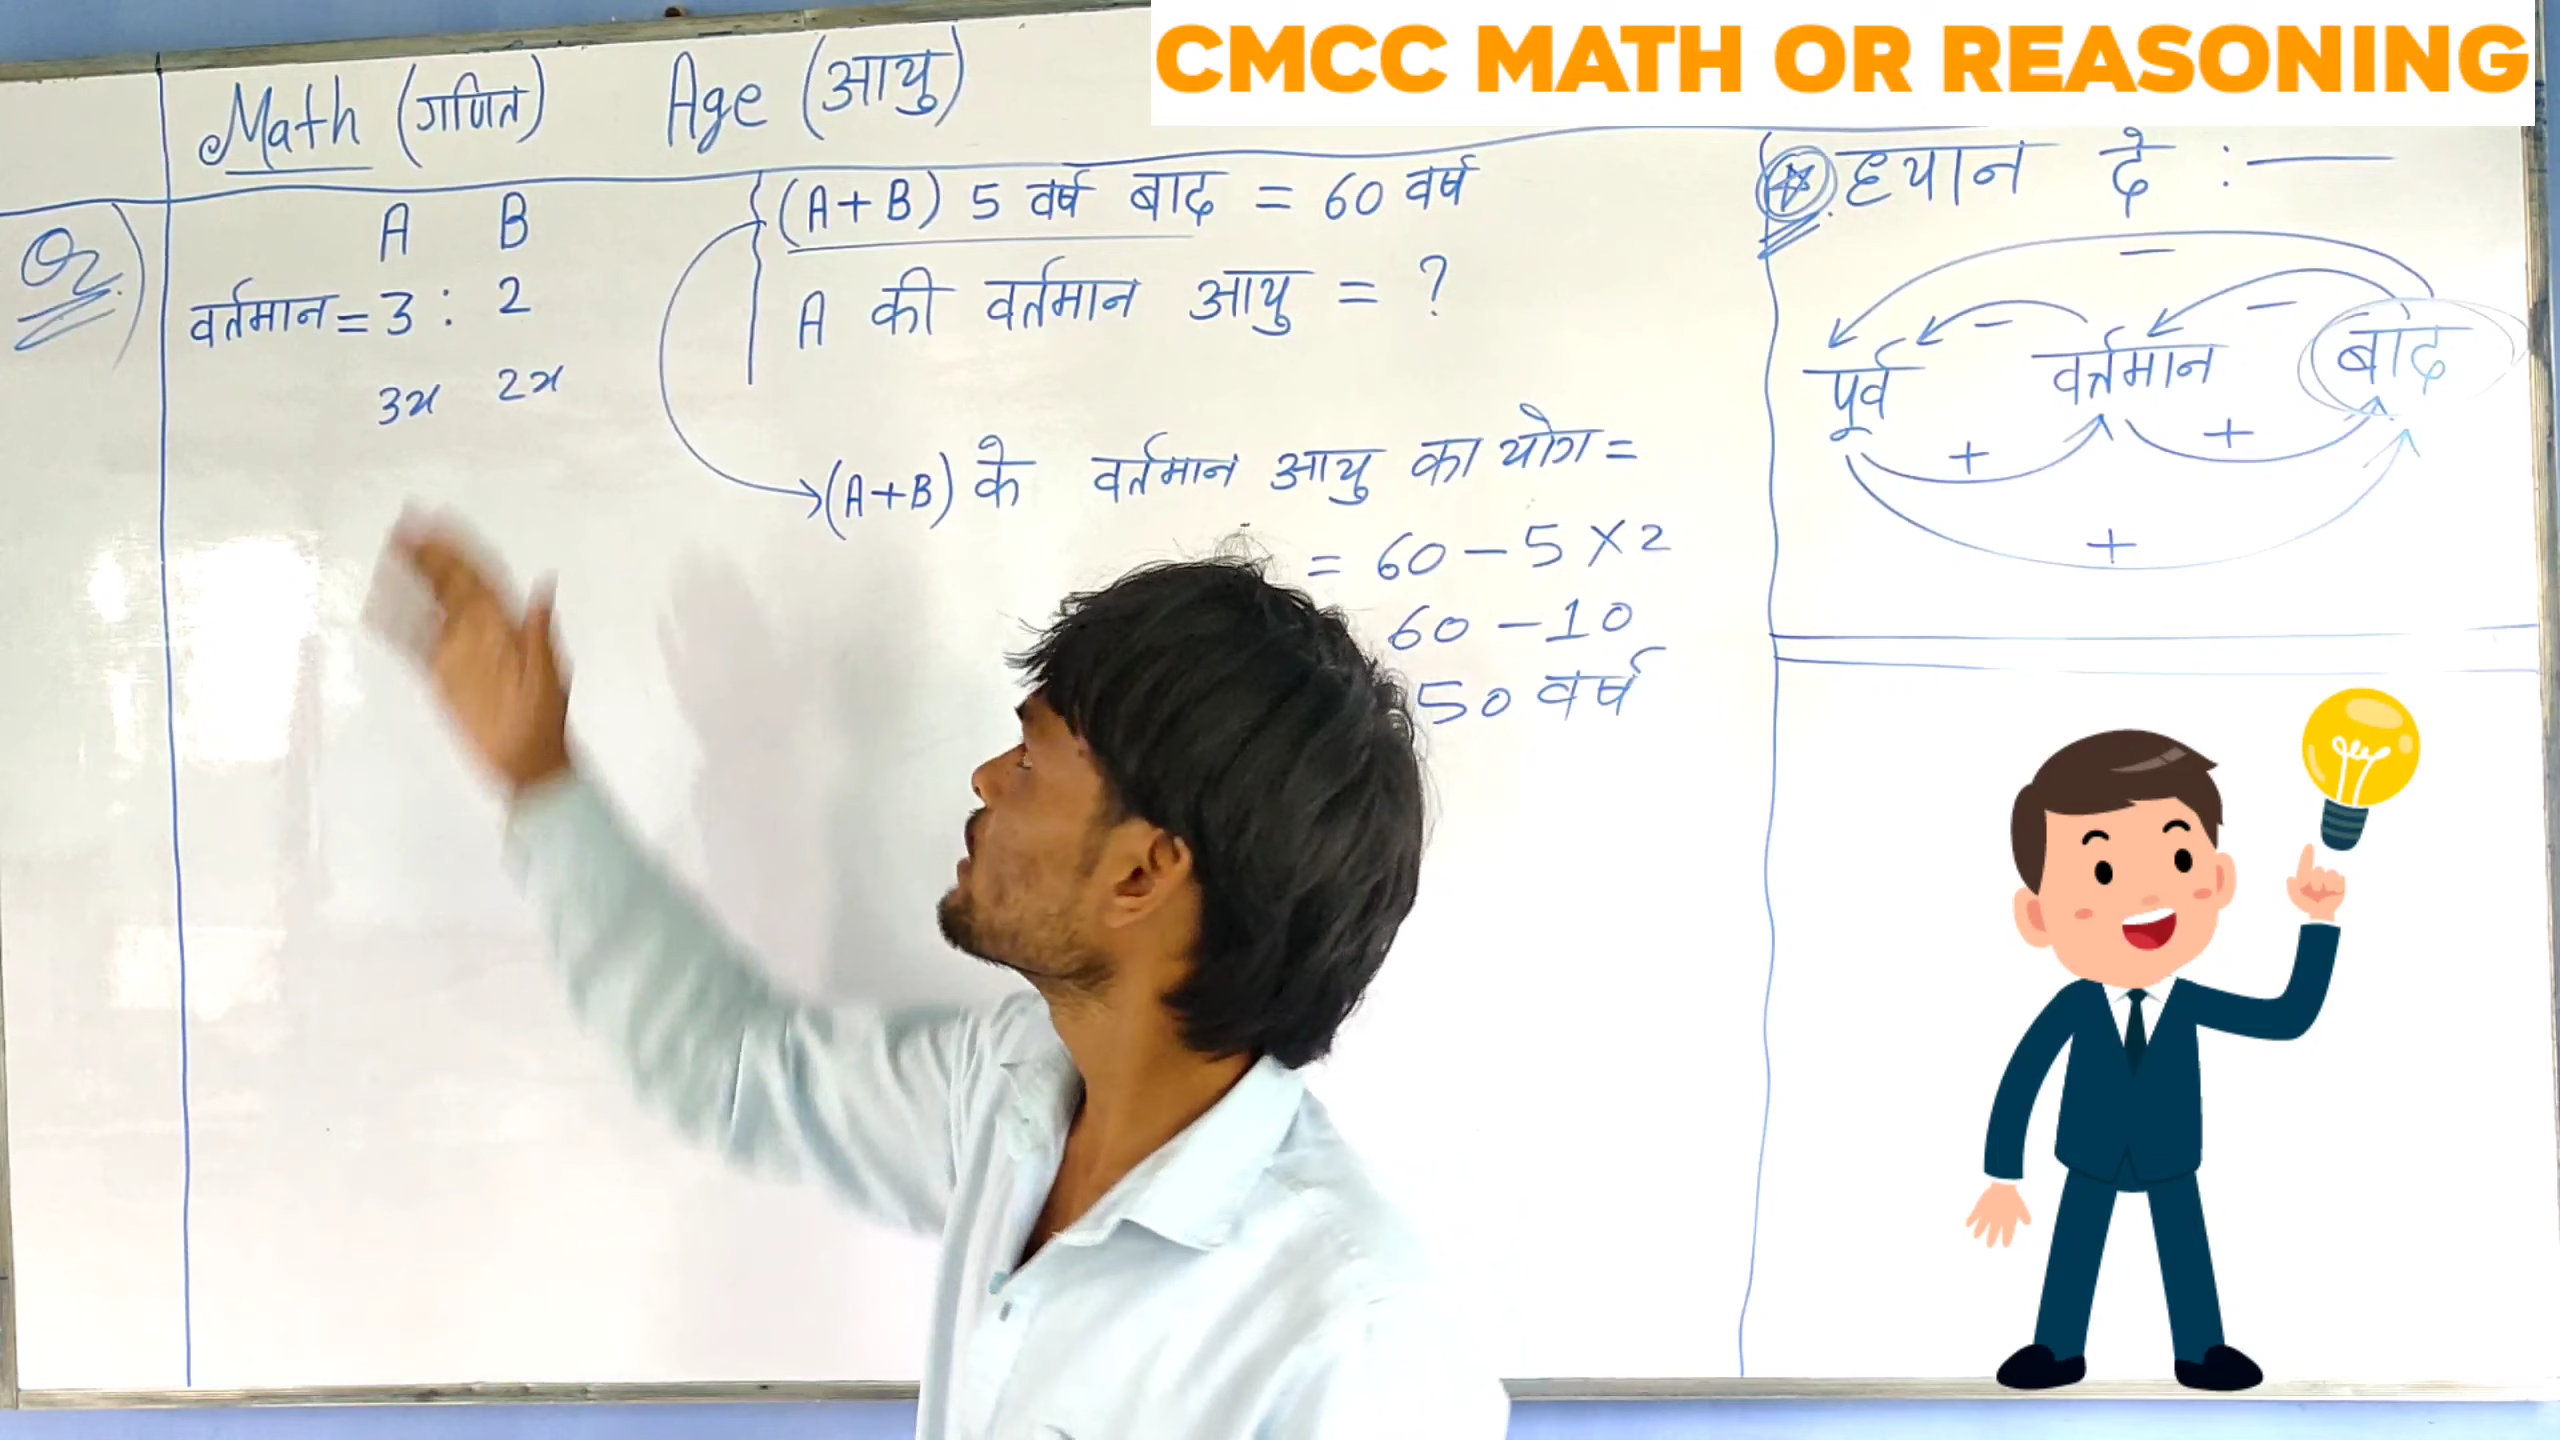 CMCC MATH OR REASONING
Math (गणित) Age (आयु)
A B
वर्तमान = 3 : 2
3x 2x
(A+B) 5 वर्ष बाद = 60 वर्ष
A की वर्तमान आयु = ?
(A+B) के वर्तमान आयु का योग =
= 60 - 5 × 2
60 - 10
50 वर्ष
ध्यान दे :—
− − −
पूर्व वर्तमान बाद
+ +
+